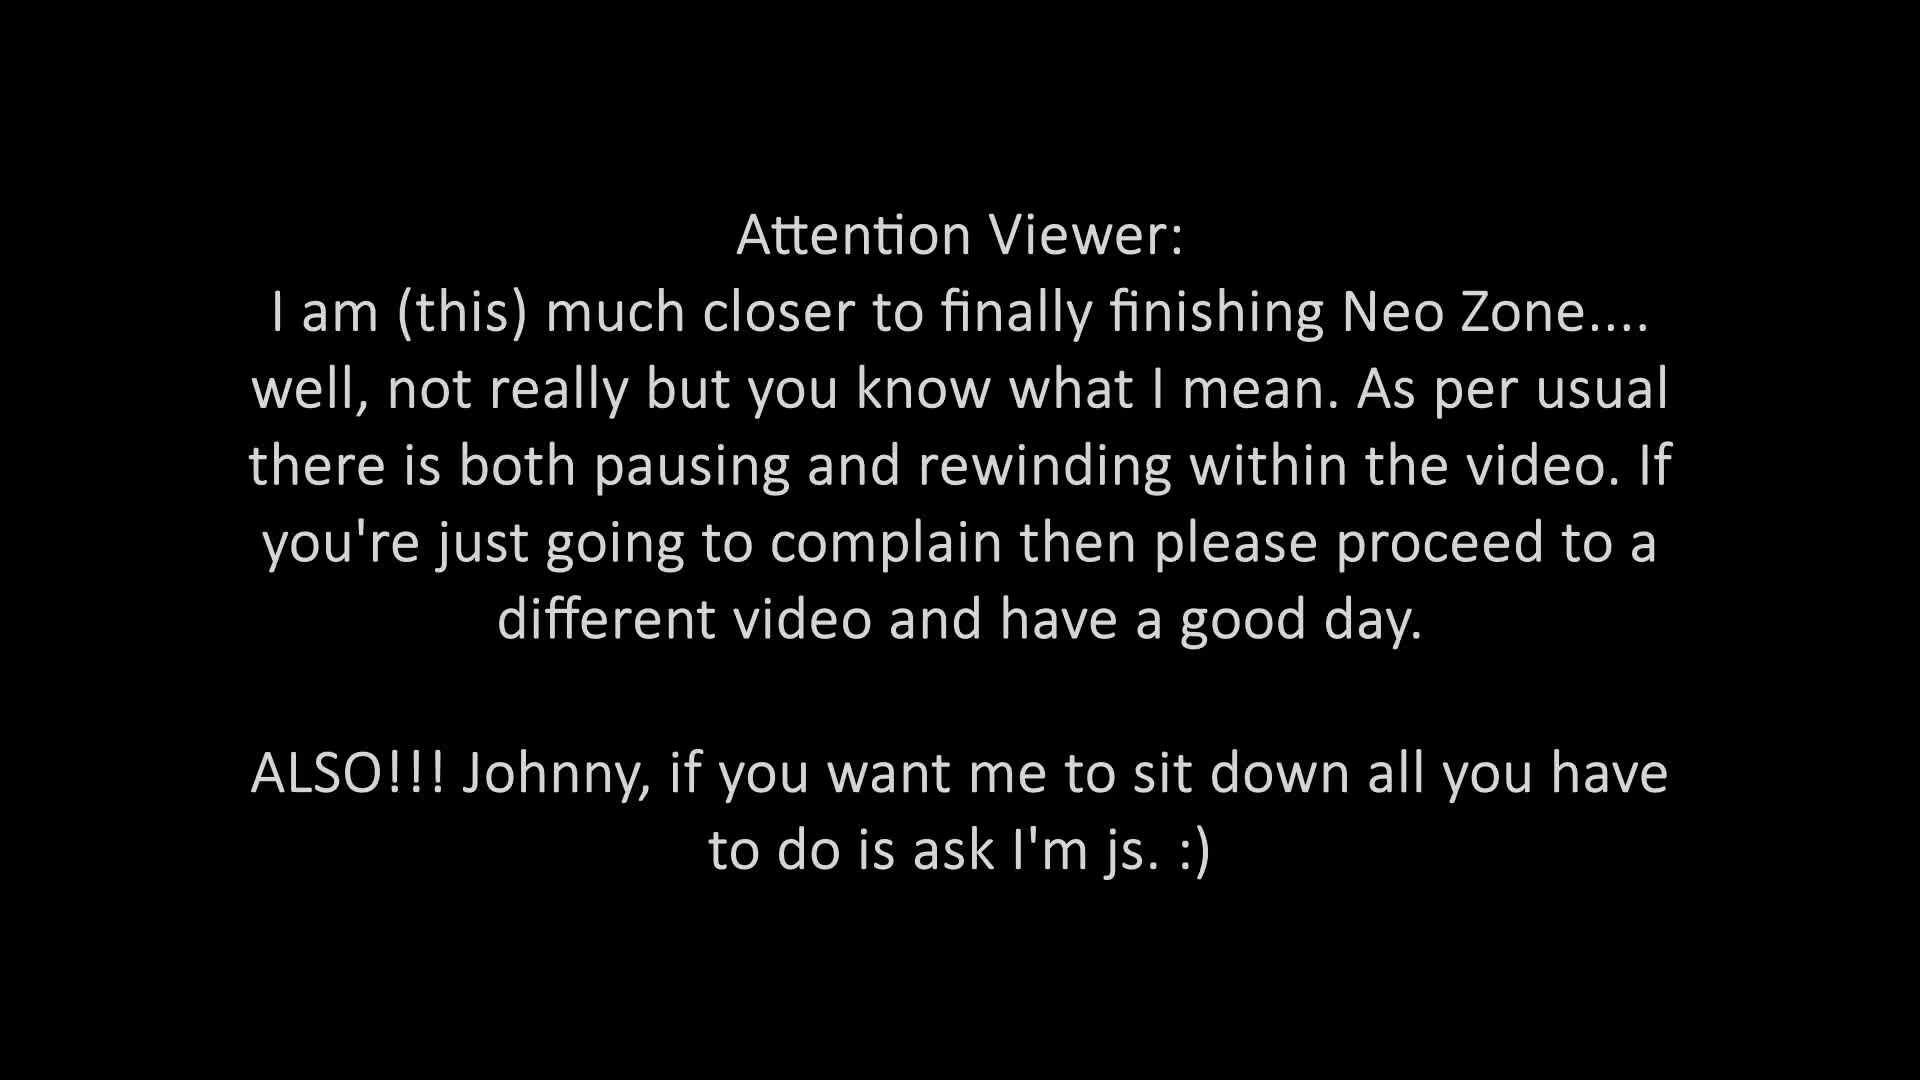 Attention Viewer:
I am (this) much closer to finally finishing Neo Zone....
well, not really but you know what I mean. As per usual
there is both pausing and rewinding within the video. If
you're just going to complain then please proceed to a
different video and have a good day.
ALSO!!! Johnny, if you want me to sit down all you have
to do is ask I'm js. :)